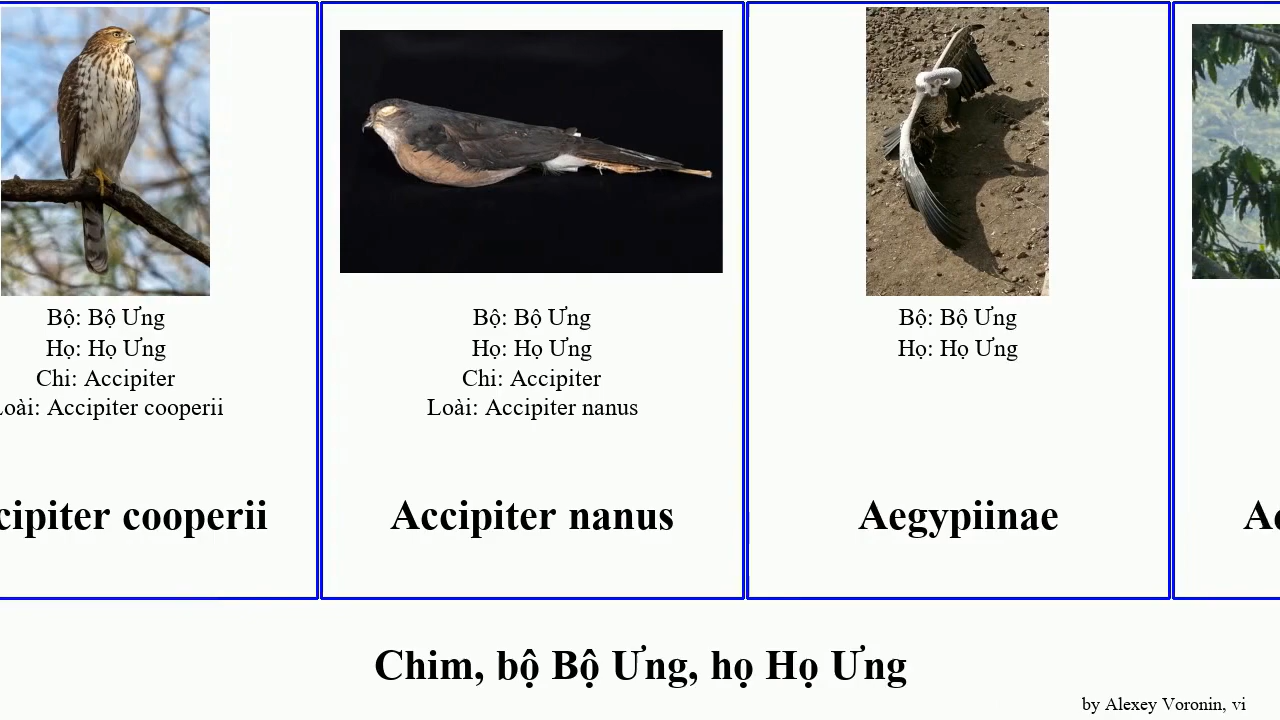 Bộ: Bộ Ưng
Họ: Họ Ưng
Chi: Accipiter
Loài: Accipiter cooperii
cipiter cooperii
Bộ: Bộ Ưng
Họ: Họ Ưng
Chi: Accipiter
Loài: Accipiter nanus
Accipiter nanus
Bộ: Bộ Ưng
Họ: Họ Ưng
Aegypiinae
Chim, bộ Bộ Ưng, họ Họ Ưng
by Alexey Voronin, vi